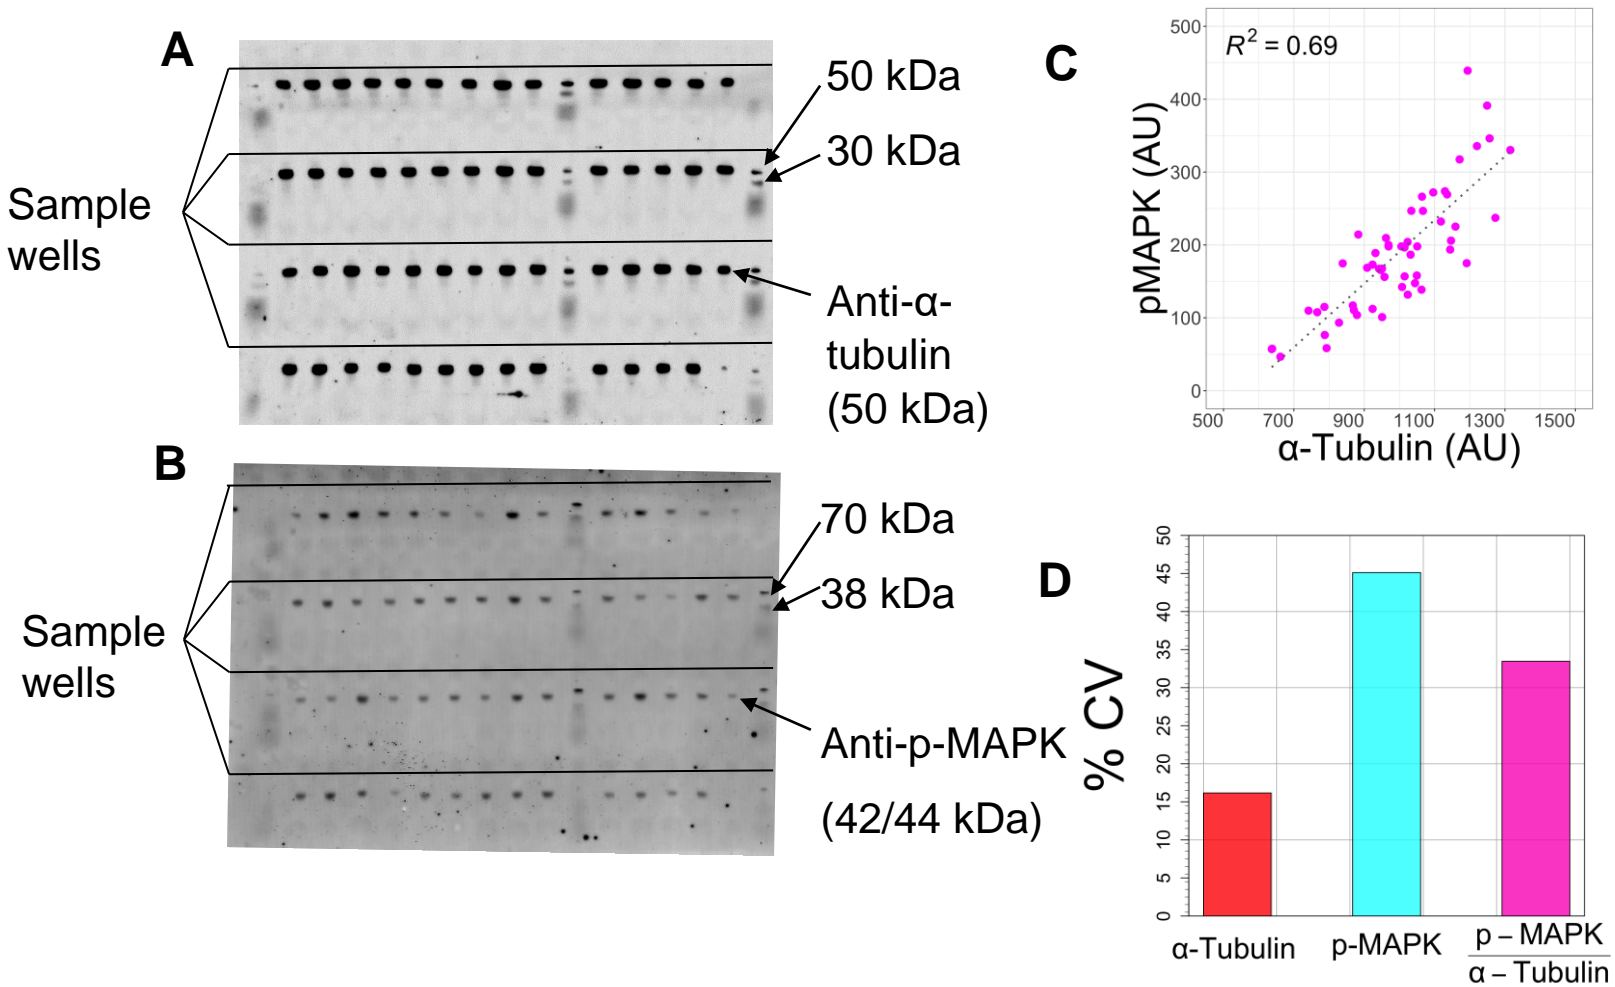 A
50 kDa
30 kDa
Sample
wells
Anti-α-
tubulin
(50 kDa)
B
70 kDa
38 kDa
Sample
wells
Anti-p-MAPK
(42/44 kDa)
C
R² = 0.69
pMAPK (AU)
500
400
300
200
100
0
500 700 900 1100 1300 1500
α-Tubulin (AU)
D
% CV
50
45
40
35
30
25
20
15
10
5
0
α-Tubulin
p-MAPK
p – MAPK
α – Tubulin